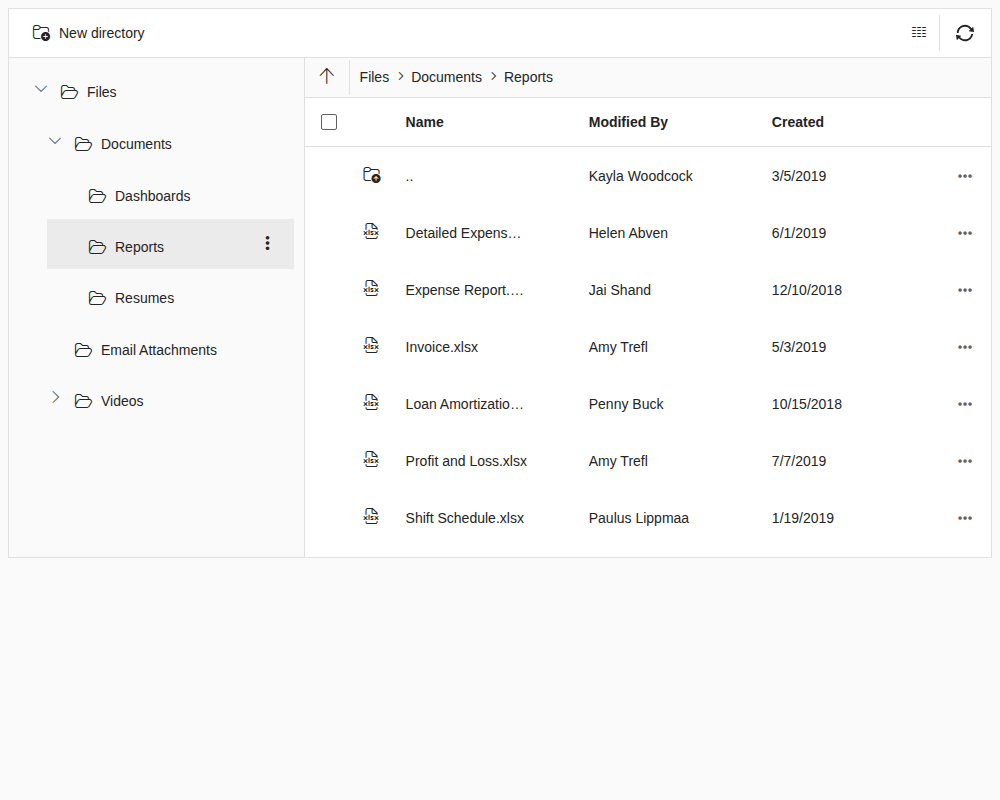 New directory
Files
Documents
Dashboards
Reports
Resumes
Email Attachments
Videos
Files > Documents > Reports
Name Modified By Created
.. Kayla Woodcock 3/5/2019
xlsx Detailed Expens… Helen Abven 6/1/2019
xlsx Expense Report.… Jai Shand 12/10/2018
xlsx Invoice.xlsx Amy Trefl 5/3/2019
xlsx Loan Amortizatio… Penny Buck 10/15/2018
xlsx Profit and Loss.xlsx Amy Trefl 7/7/2019
xlsx Shift Schedule.xlsx Paulus Lippmaa 1/19/2019